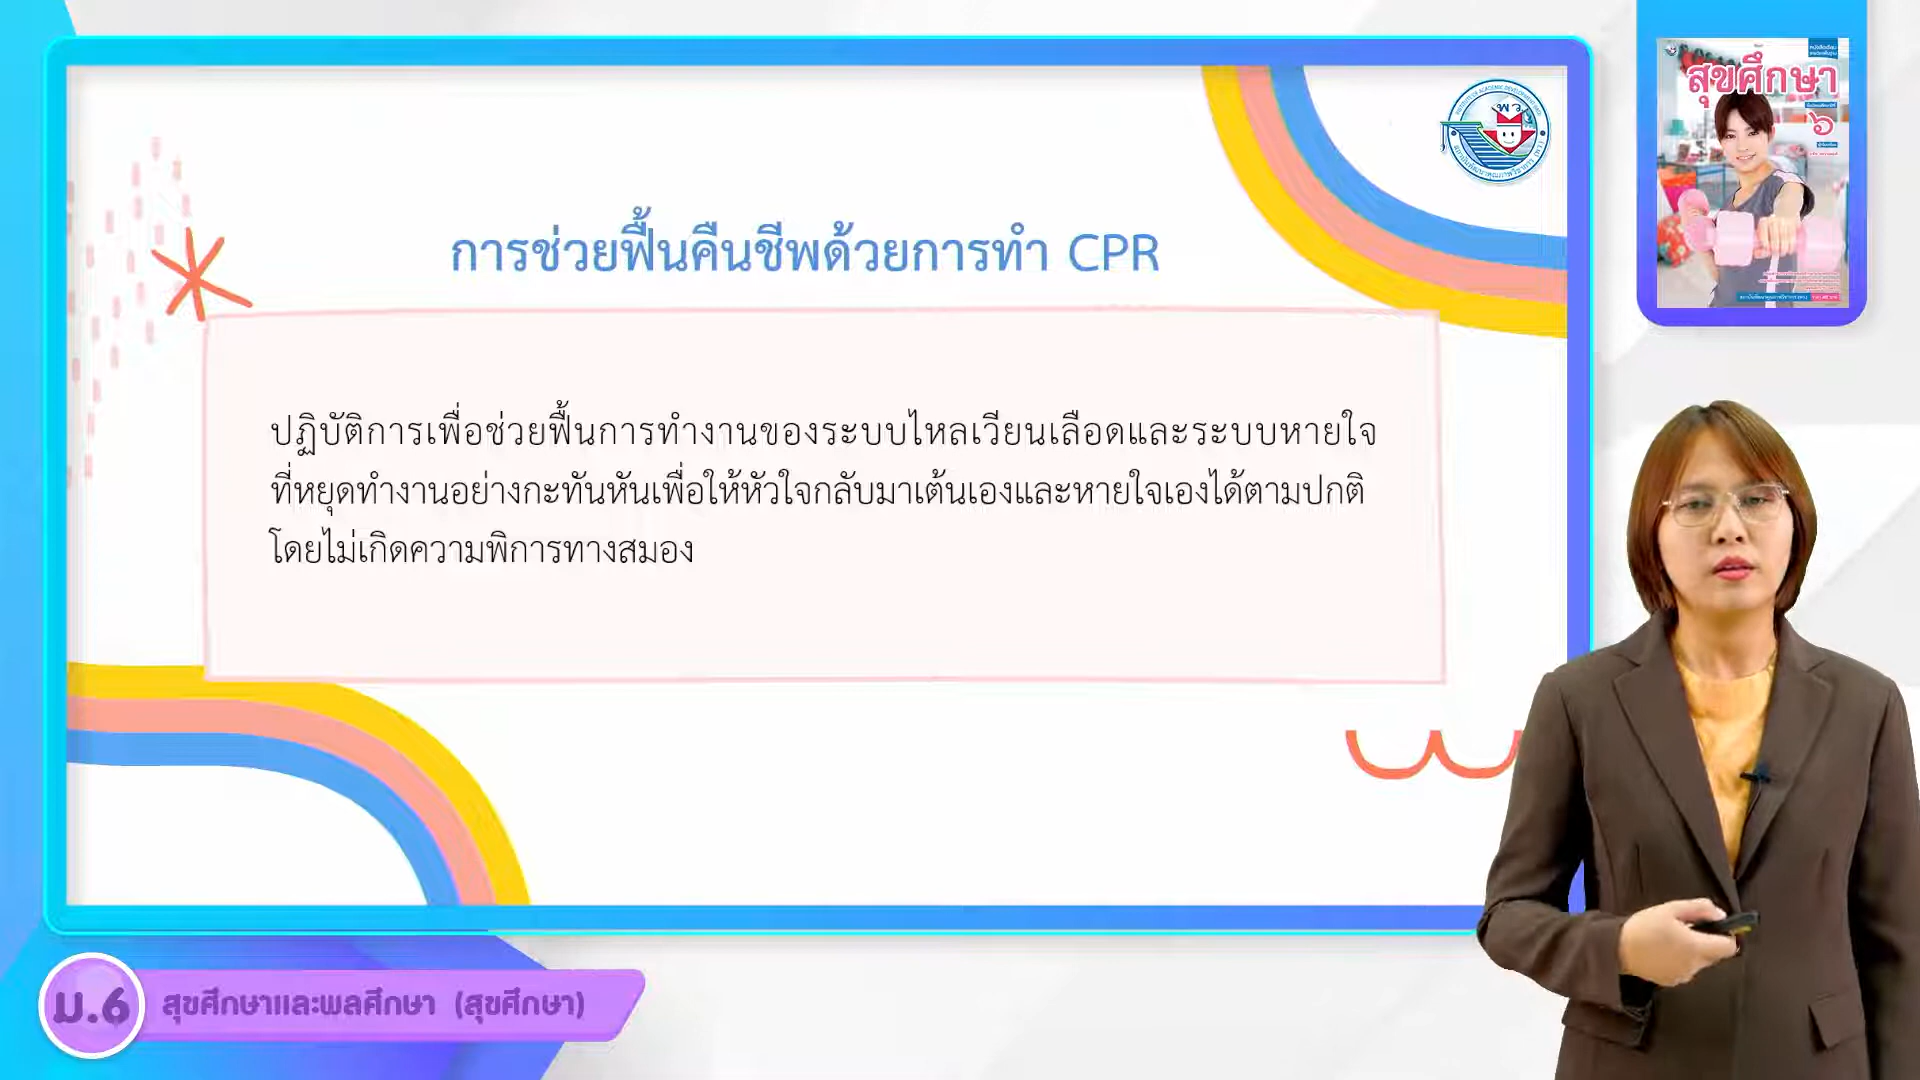 การช่วยฟื้นคืนชีพด้วยการทำ CPR
ปฏิบัติการเพื่อช่วยฟื้นการทำงานของระบบไหลเวียนเลือดและระบบหายใจ
ที่หยุดทำงานอย่างกะทันหันเพื่อให้หัวใจกลับมาเต้นเองและหายใจเองได้ตามปกติ
โดยไม่เกิดความพิการทางสมอง
พว.
สุขศึกษา
๖
ม.6 สุขศึกษาและพลศึกษา (สุขศึกษา)